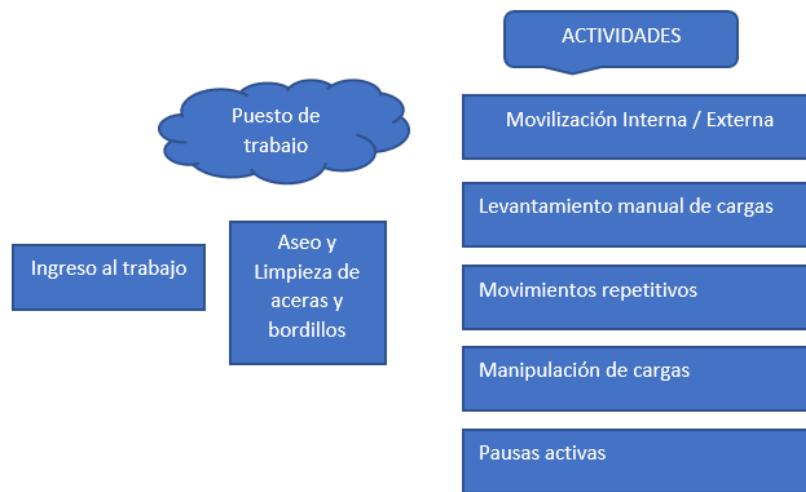 ACTIVIDADES
Puesto de
trabajo
Movilización Interna / Externa
Levantamiento manual de cargas
Ingreso al trabajo
Aseo y
Limpieza de
aceras y
bordillos
Movimientos repetitivos
Manipulación de cargas
Pausas activas